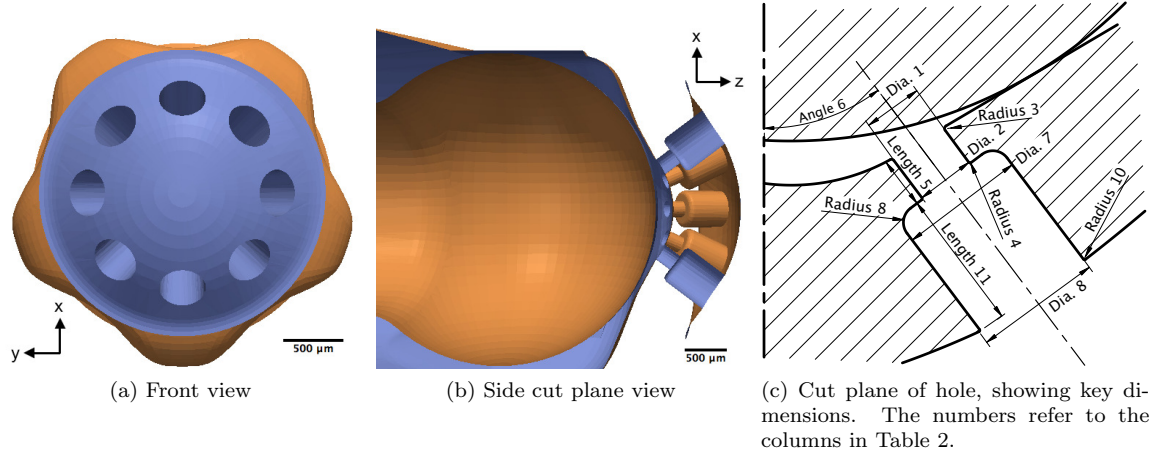 x
y
500 μm
(a) Front view
x
z
500 μm
(b) Side cut plane view
Angle 6
Dia. 1
Radius 3
Dia. 2
Dia. 7
Length 5
Radius 8
Radius 4
Radius 10
Length 11
Dia. 8
(c) Cut plane of hole, showing key di-
mensions. The numbers refer to the
columns in Table 2.